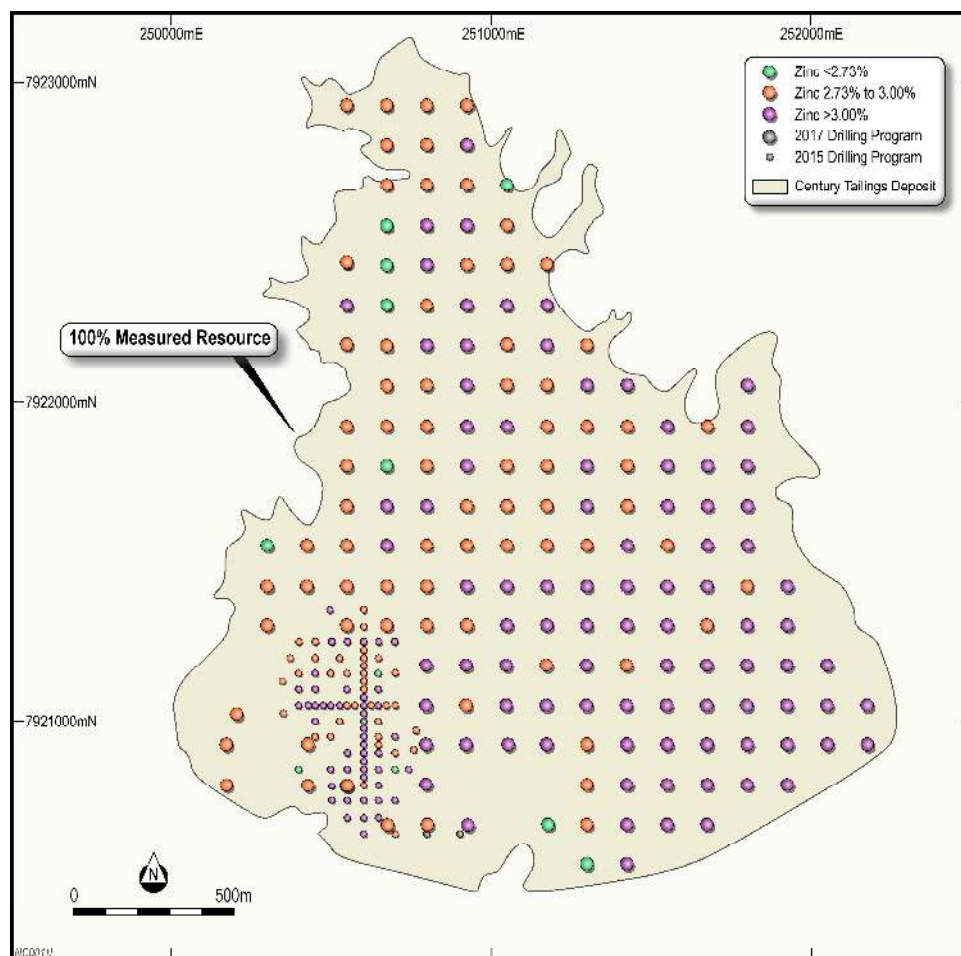 250000mE
251000mE
252000mE
7923000mN
Zinc <2.73%
Zinc 2.73% to 3.00%
Zinc >3.00%
2017 Drilling Program
2015 Drilling Program
Century Tailings Deposit
100% Measured Resource
7922000mN
7921000mN
N
0
500m